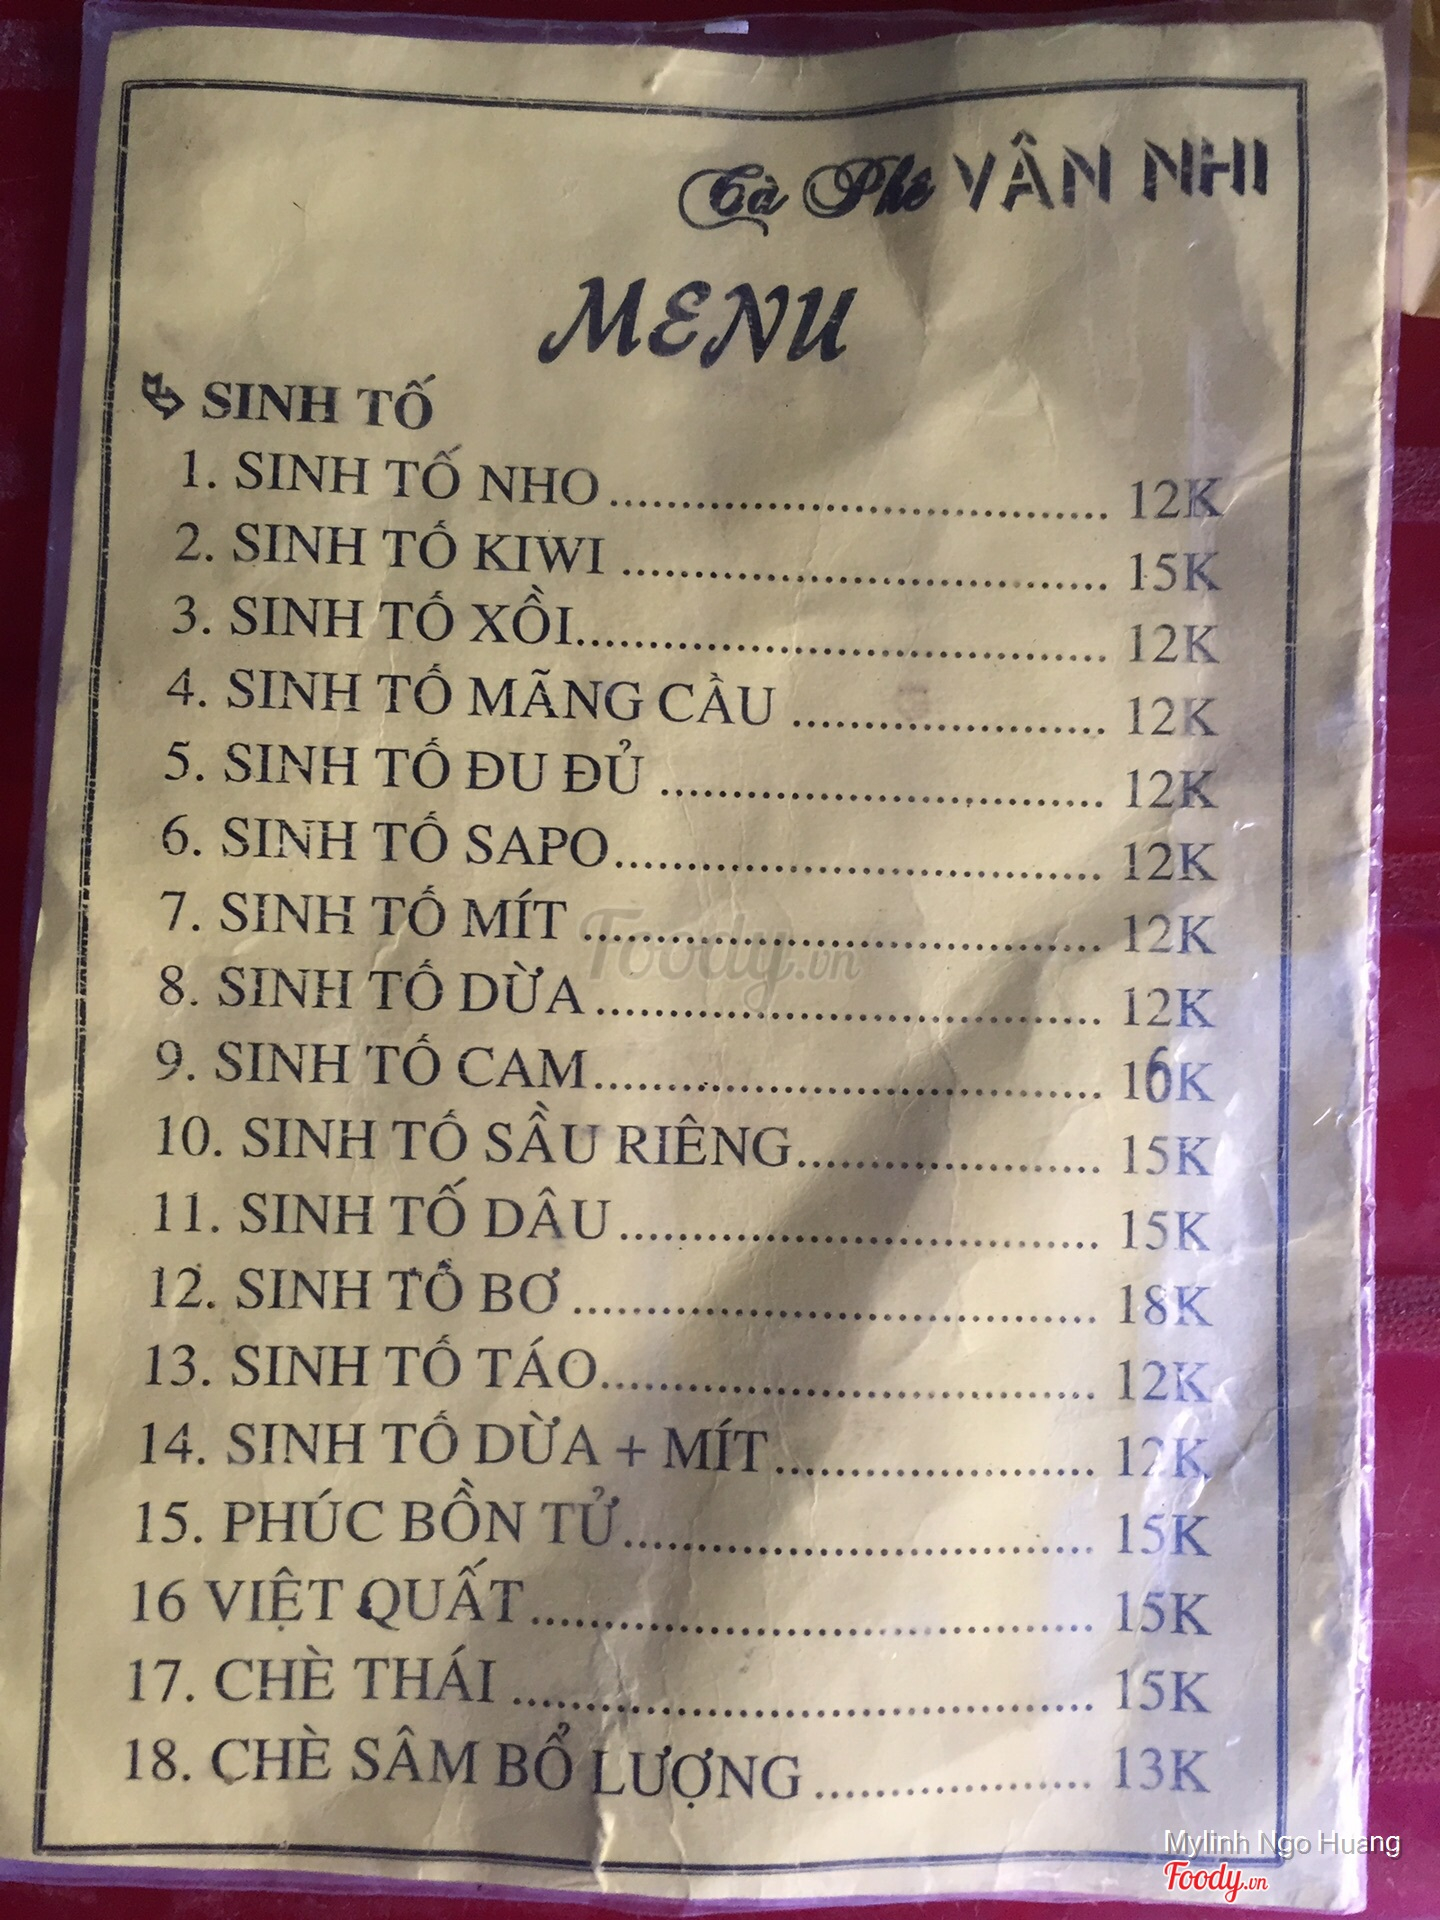 Cà Phê VÂN NHI
MENU
SINH TỐ
1. SINH TỐ NHO ........ 12K
2. SINH TỐ KIWI ........ 15K
3. SINH TỐ XỒI ........ 12K
4. SINH TỐ MÃNG CẦU ........ 12K
5. SINH TỐ ĐU ĐỦ ........ 12K
6. SINH TỐ SAPO ........ 12K
7. SINH TỐ MÍT ........ 12K
8. SINH TỐ DỪA ........ 12K
Foody.vn
9. SINH TỐ CAM ........ 16K
10. SINH TỐ SẦU RIÊNG ........ 15K
11. SINH TỐ DÂU ........ 15K
12. SINH TỐ BƠ ........ 18K
13. SINH TỐ TÁO ........ 12K
14. SINH TỐ DỪA + MÍT ........ 12K
15. PHÚC BỒN TỬ ........ 15K
16 VIỆT QUẤT ........ 15K
17. CHÈ THÁI ........ 15K
18. CHÈ SÂM BỔ LƯỢNG ........ 13K
Mylinh Ngo Huang
Foody.vn